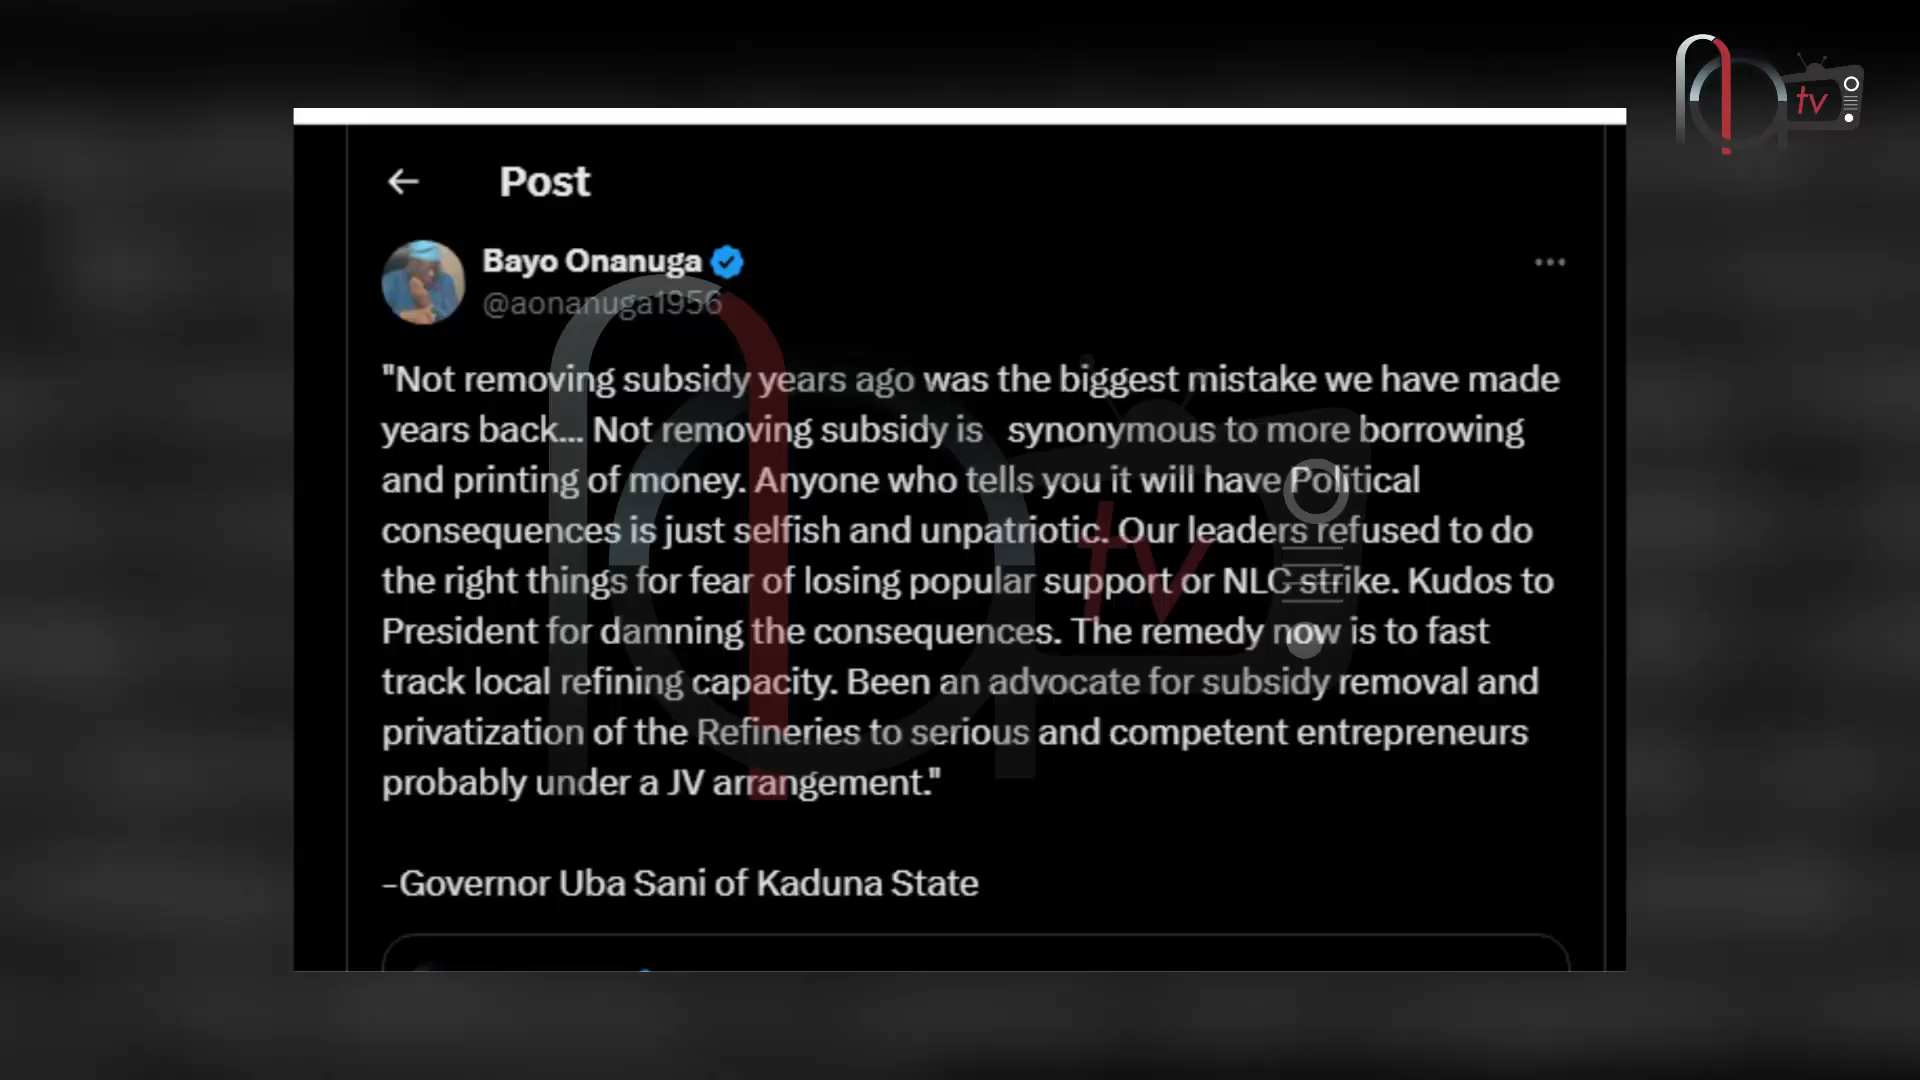 tv
Post
Bayo Onanuga
@aonanuga1956
"Not removing subsidy years ago was the biggest mistake we have made
years back... Not removing subsidy is synonymous to more borrowing
and printing of money. Anyone who tells you it will have Political
consequences is just selfish and unpatriotic. Our leaders refused to do
the right things for fear of losing popular support or NLC strike. Kudos to
President for damning the consequences. The remedy now is to fast
track local refining capacity. Been an advocate for subsidy removal and
privatization of the Refineries to serious and competent entrepreneurs
probably under a JV arrangement."
-Governor Uba Sani of Kaduna State
tv